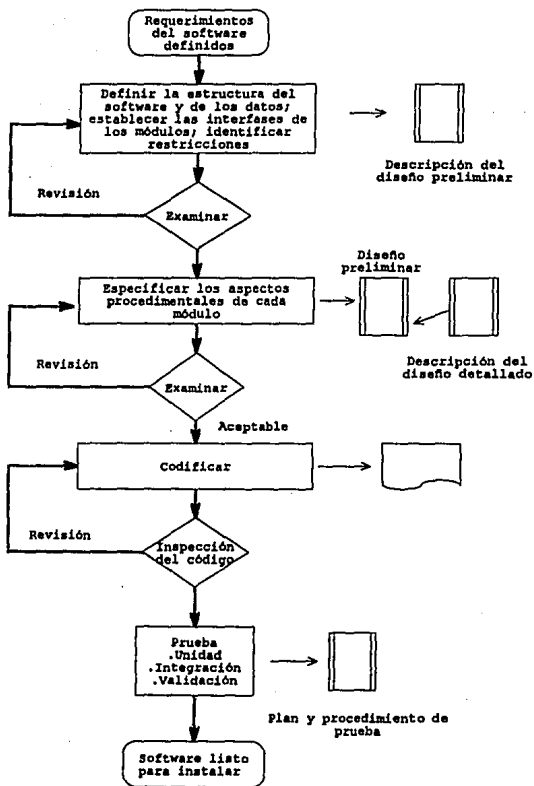 Requerimientos
del software
definidos
Definir la estructura del
software y de los datos;
establecer las interfases de
los módulos; identificar
restricciones
Descripción del
diseño preliminar
Revisión
Examinar
Diseño
preliminar
Especificar los aspectos
procedimentales de cada
módulo
Descripción del
diseño detallado
Revisión
Examinar
Aceptable
Codificar
Revisión
Inspección
del código
Prueba
.Unidad
.Integración
.Validación
Plan y procedimiento de
prueba
Software listo
para instalar